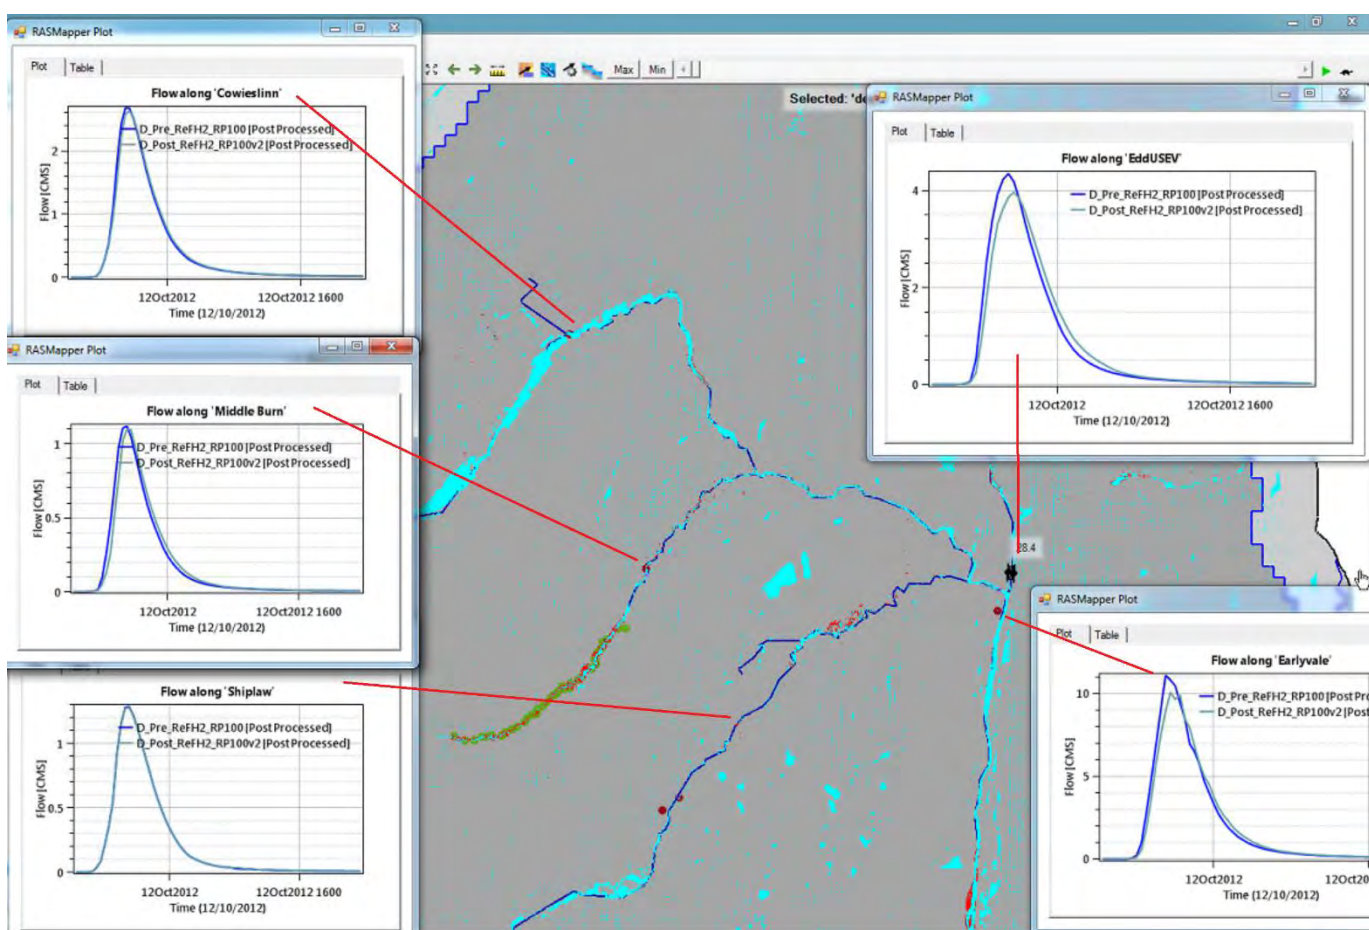 RASMapper Plot
Plot Table
Flow along 'Cowieslinn'
D_Pre_ReFH2_RP100 [Post Processed]
D_Post_ReFH2_RP100v2 [Post Processed]
2
1
0
Flow [CMS]
12Oct2012 12Oct2012 1600
Time (12/10/2012)
Max Min
Selected: 'de
RASMapper Plot
Plot Table
Flow along 'EddUSEV'
D_Pre_ReFH2_RP100 [Post Processed]
D_Post_ReFH2_RP100v2 [Post Processed]
4
2
0
Flow [CMS]
12Oct2012 12Oct2012 1600
Time (12/10/2012)
RASMapper Plot
Plot Table
Flow along 'Middle Burn'
D_Pre_ReFH2_RP100 [Post Processed]
D_Post_ReFH2_RP100v2 [Post Processed]
1
0.5
0
Flow [CMS]
12Oct2012 12Oct2012 1600
Time (12/10/2012)
28.4
Flow along 'Shiplaw'
D_Pre_ReFH2_RP100 [Post Processed]
D_Post_ReFH2_RP100v2 [Post Processed]
1
0.5
0
Flow [CMS]
12Oct2012 12Oct2012 1600
Time (12/10/2012)
RASMapper Plot
Plot Table
Flow along 'Earlyvale'
D_Pre_ReFH2_RP100 [Post Pro
D_Post_ReFH2_RP100v2 [Post
10
5
0
Flow [CMS]
12Oct2012 12Oct20
Time (12/10/2012)